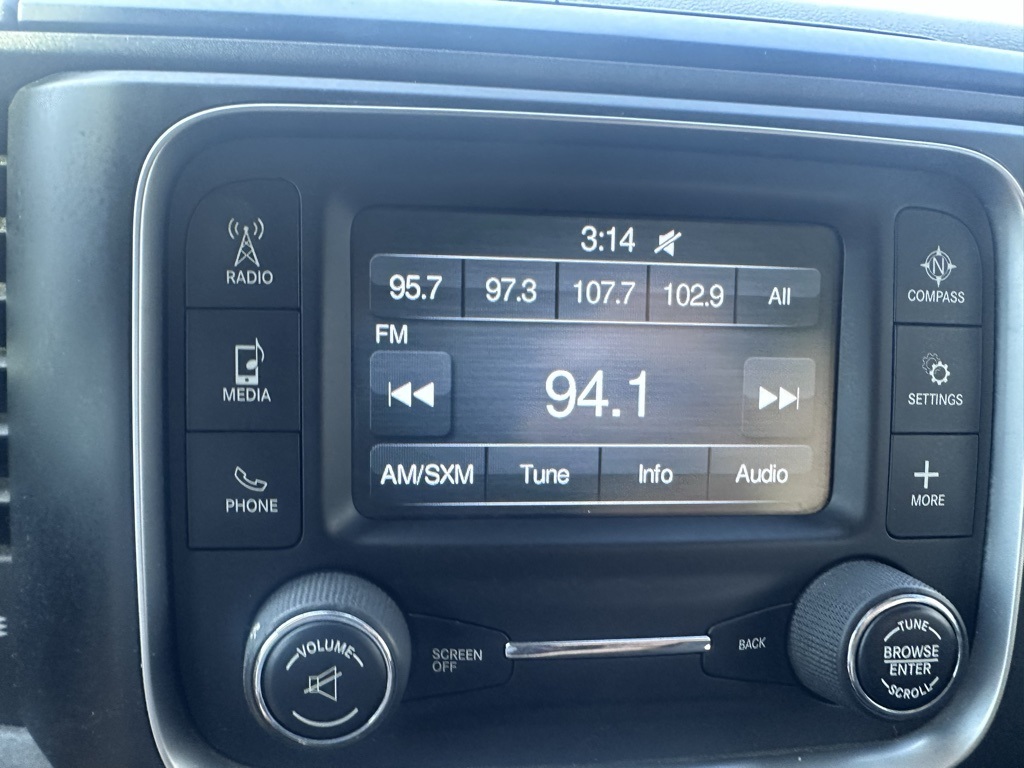 3:14
95.7 97.3 107.7 102.9 All
FM
94.1
AM/SXM Tune Info Audio
RADIO
MEDIA
PHONE
N
COMPASS
SETTINGS
MORE
VOLUME
SCREEN
OFF
BACK
TUNE
BROWSE
ENTER
SCROLL